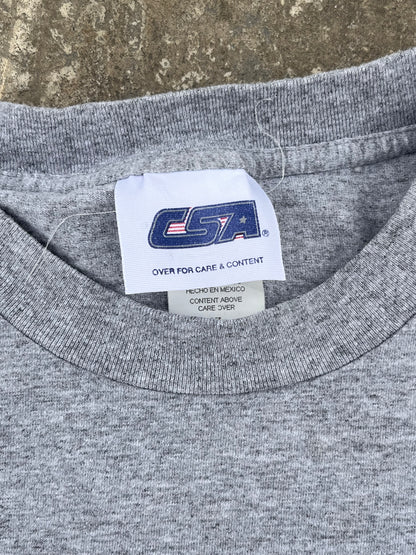 CSA®
OVER FOR CARE & CONTENT
HECHO EN MEXICO
CONTENT ABOVE
CARE OVER